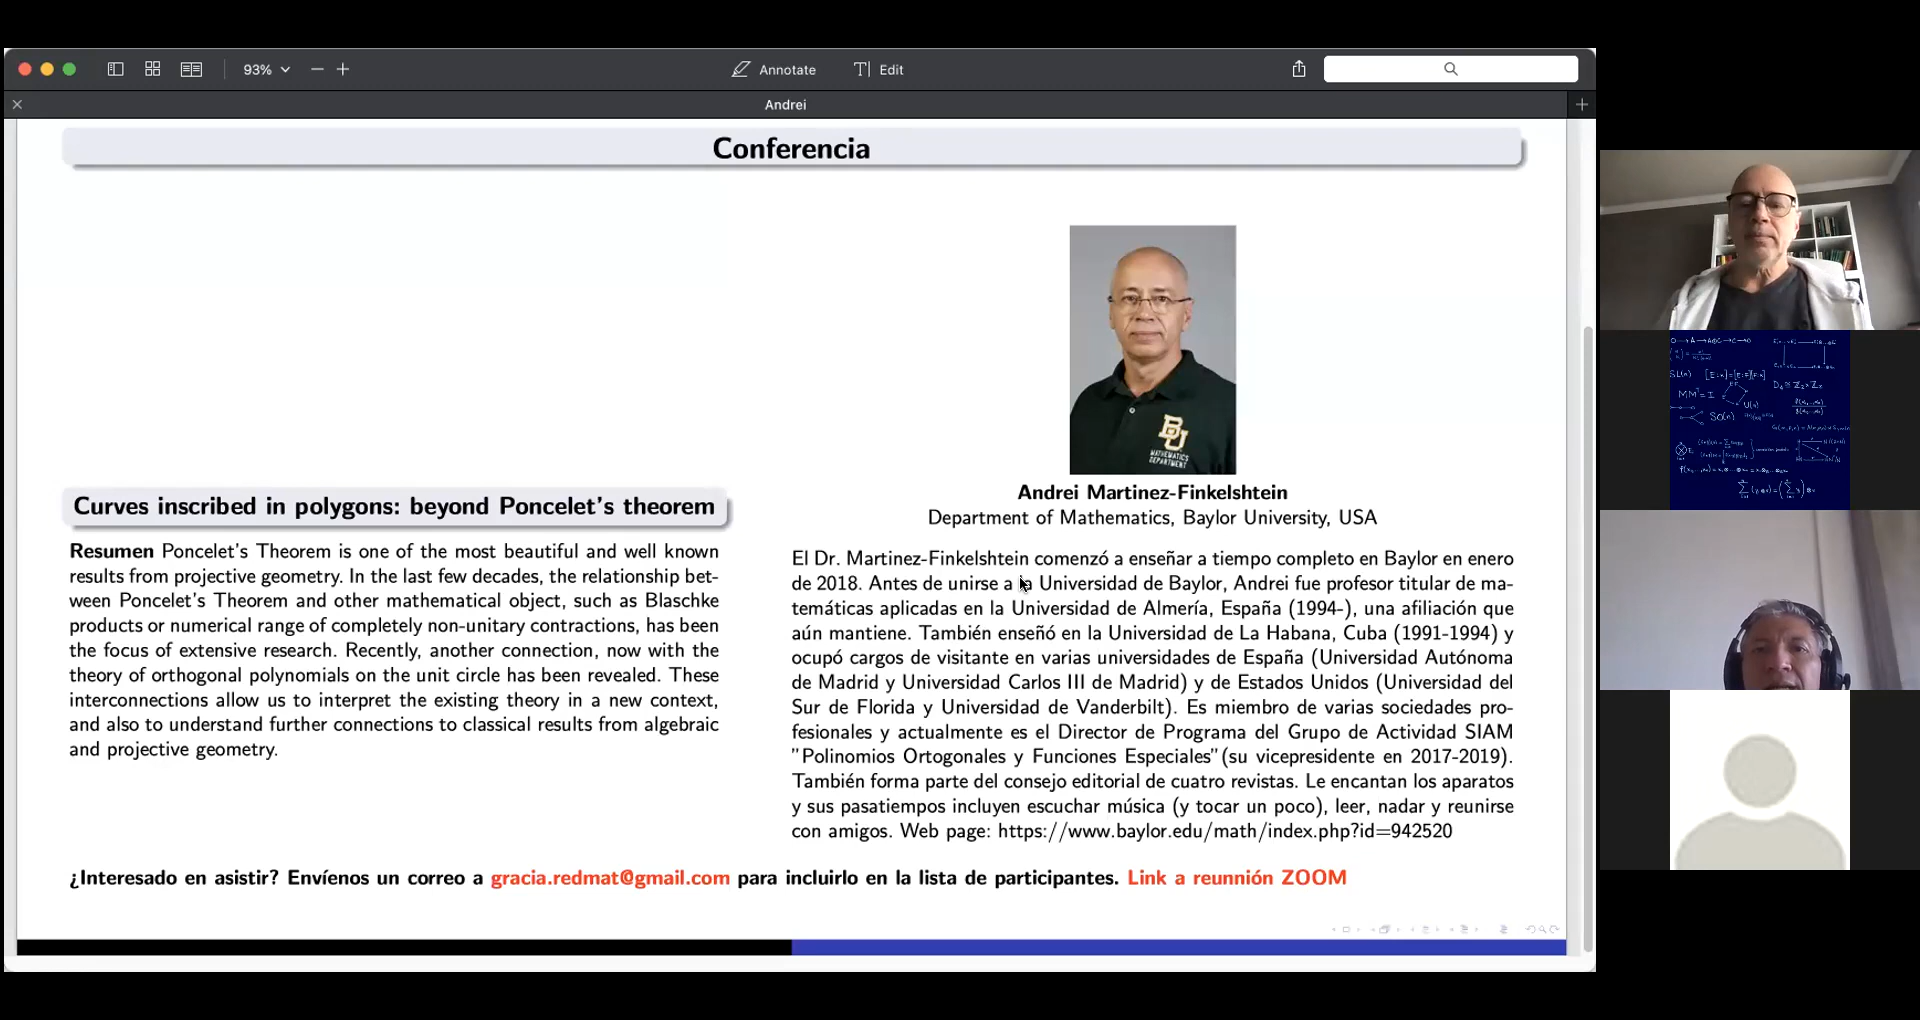 93%
Annotate
Edit
Andrei
Conferencia
BU
MATHEMATICS
DEPARTMENT
Curves inscribed in polygons: beyond Poncelet's theorem
Resumen Poncelet's Theorem is one of the most beautiful and well known
results from projective geometry. In the last few decades, the relationship bet-
ween Poncelet's Theorem and other mathematical object, such as Blaschke
products or numerical range of completely non-unitary contractions, has been
the focus of extensive research. Recently, another connection, now with the
theory of orthogonal polynomials on the unit circle has been revealed. These
interconnections allow us to interpret the existing theory in a new context,
and also to understand further connections to classical results from algebraic
and projective geometry.
Andrei Martinez-Finkelshtein
Department of Mathematics, Baylor University, USA
El Dr. Martinez-Finkelshtein comenzó a enseñar a tiempo completo en Baylor en enero
de 2018. Antes de unirse a la Universidad de Baylor, Andrei fue profesor titular de ma-
temáticas aplicadas en la Universidad de Almería, España (1994-), una afiliación que
aún mantiene. También enseñó en la Universidad de La Habana, Cuba (1991-1994) y
ocupó cargos de visitante en varias universidades de España (Universidad Autónoma
de Madrid y Universidad Carlos III de Madrid) y de Estados Unidos (Universidad del
Sur de Florida y Universidad de Vanderbilt). Es miembro de varias sociedades pro-
fesionales y actualmente es el Director de Programa del Grupo de Actividad SIAM
"Polinomios Ortogonales y Funciones Especiales"(su vicepresidente en 2017-2019).
También forma parte del consejo editorial de cuatro revistas. Le encantan los aparatos
y sus pasatiempos incluyen escuchar música (y tocar un poco), leer, nadar y reunirse
con amigos. Web page: https://www.baylor.edu/math/index.php?id=942520
¿Interesado en asistir? Envíenos un correo a gracia.redmat@gmail.com para incluirlo en la lista de participantes. Link a reunnión ZOOM
MMᵀ=I
U(n)
SO(n)